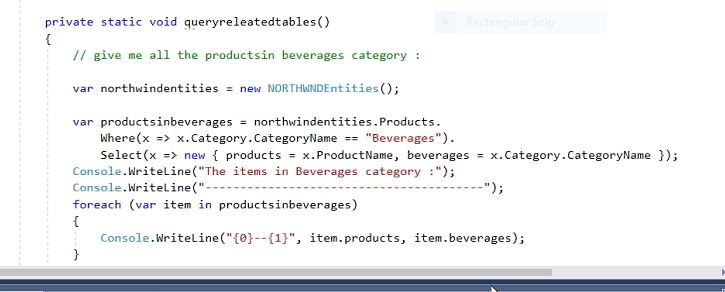 Rectangular Snip
private static void queryreleatedtables()
{
// give me all the productsin beverages category :
var northwindentities = new NORTHWNDEntities();
var productsinbeverages = northwindentities.Products.
Where(x => x.Category.CategoryName == "Beverages").
Select(x => new { products = x.ProductName, beverages = x.Category.CategoryName });
Console.WriteLine("The items in Beverages category :");
Console.WriteLine("-----------------------------------------");
foreach (var item in productsinbeverages)
{
Console.WriteLine("{0}--{1}", item.products, item.beverages);
}